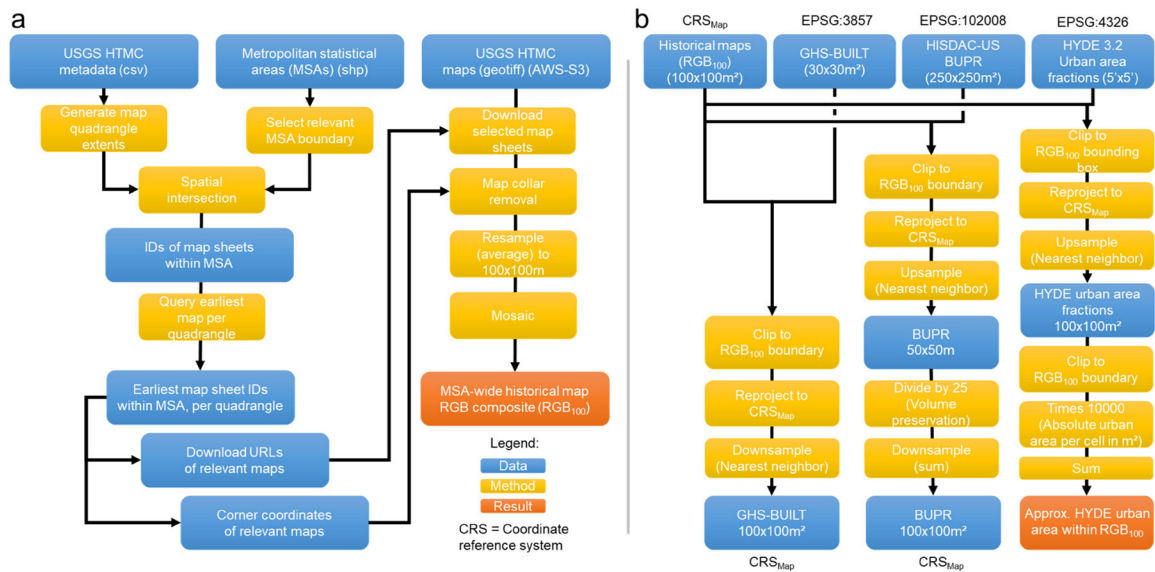 a
USGS HTMC
metadata (csv)
Metropolitan statistical
areas (MSAs) (shp)
USGS HTMC
maps (geotiff) (AWS-S3)
Generate map
quadrangle
extents
Select relevant
MSA boundary
Download
selected map
sheets
Spatial
intersection
Map collar
removal
IDs of map sheets
within MSA
Resample
(average) to
100x100m
Query earliest
map per
quadrangle
Mosaic
Earliest map sheet IDs
within MSA, per quadrangle
MSA-wide historical map
RGB composite (RGB₁₀₀)
Download URLs
of relevant maps
Corner coordinates
of relevant maps
Legend:
Data
Method
Result
CRS = Coordinate
reference system
b
CRS_Map
EPSG:3857
EPSG:102008
EPSG:4326
Historical maps
(RGB₁₀₀)
(100x100m²)
GHS-BUILT
(30x30m²)
HISDAC-US
BUPR
(250x250m²)
HYDE 3.2
Urban area
fractions (5'x5')
Clip to
RGB₁₀₀ boundary
Reproject to
CRS_Map
Downsample
(Nearest neighbor)
GHS-BUILT
100x100m²
CRS_Map
Clip to
RGB₁₀₀ boundary
Reproject to
CRS_Map
Upsample
(Nearest neighbor)
BUPR
50x50m
Divide by 25
(Volume
preservation)
Downsample
(sum)
BUPR
100x100m²
CRS_Map
Clip to
RGB₁₀₀ bounding
box
Reproject to
CRS_Map
Upsample
(Nearest neighbor)
HYDE urban area
fractions
100x100m²
Clip to
RGB₁₀₀ boundary
Times 10000
(Absolute urban
area per cell in m²)
Sum
Approx. HYDE urban
area within RGB₁₀₀